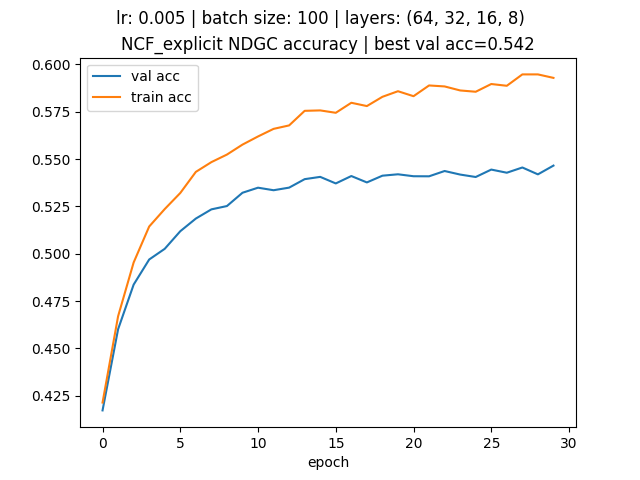 lr: 0.005 | batch size: 100 | layers: (64, 32, 16, 8)
NCF_explicit NDGC accuracy | best val acc=0.542
val acc
train acc
0.600
0.575
0.550
0.525
0.500
0.475
0.450
0.425
0 5 10 15 20 25 30
epoch